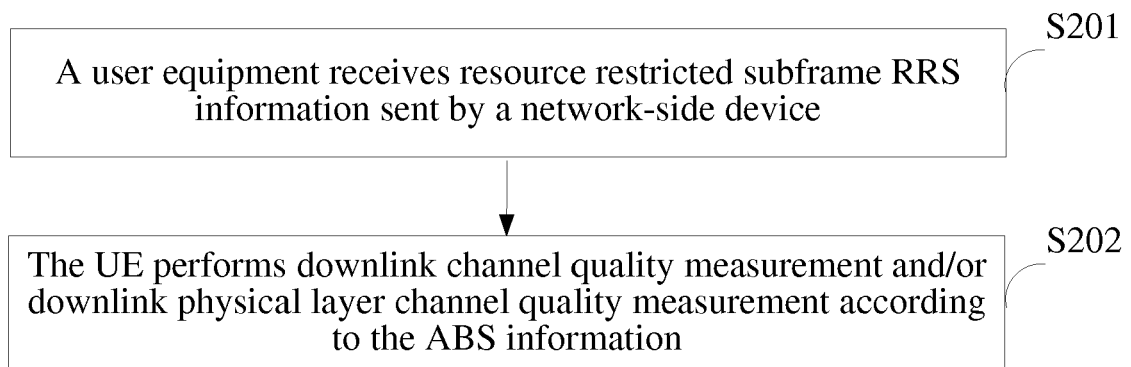 S201
A user equipment receives resource restricted subframe RRS
information sent by a network-side device
S202
The UE performs downlink channel quality measurement and/or
downlink physical layer channel quality measurement according
to the ABS information